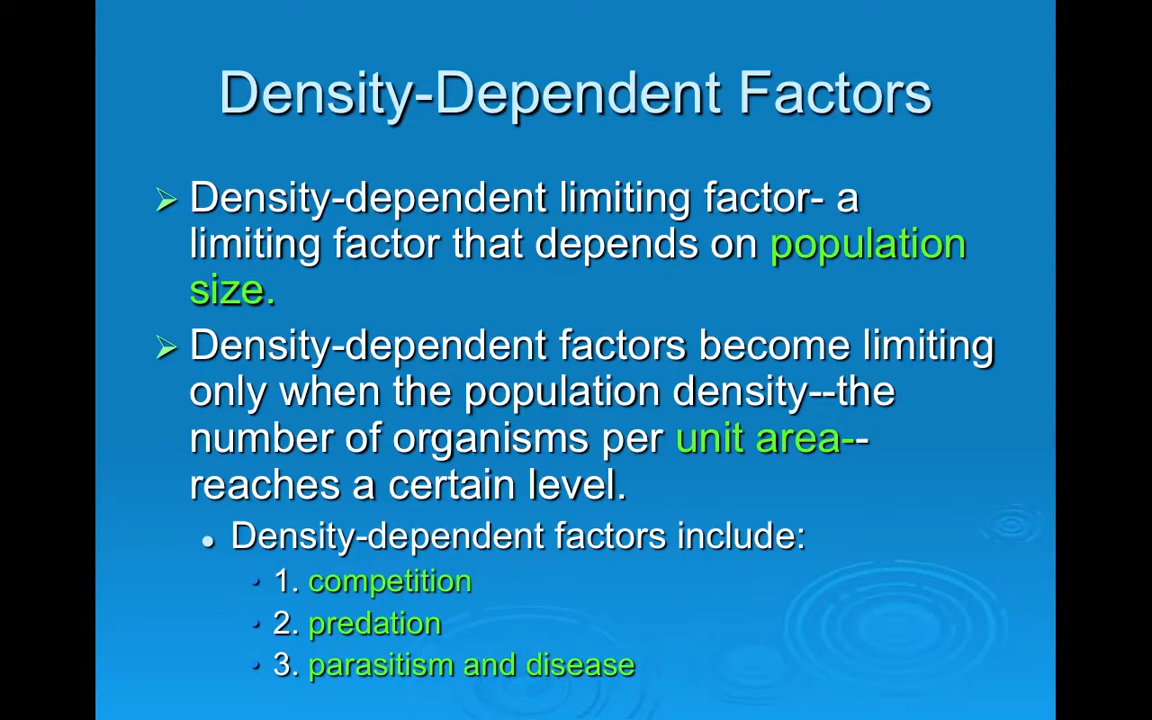 Density-Dependent Factors
Density-dependent limiting factor- a
limiting factor that depends on population
size.
Density-dependent factors become limiting
only when the population density--the
number of organisms per unit area--
reaches a certain level.
Density-dependent factors include:
1. competition
2. predation
3. parasitism and disease